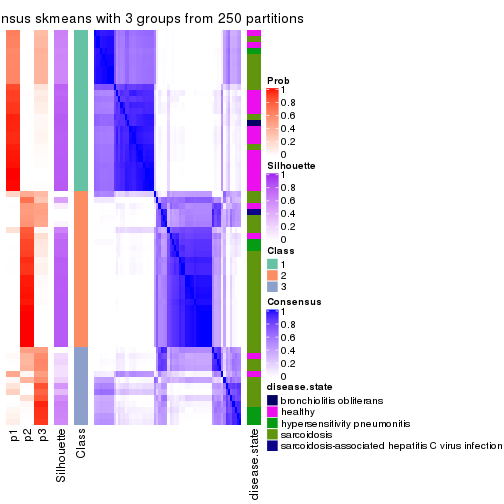 nsus skmeans with 3 groups from 250 partitions
Prob
1
0.8
0.6
0.4
0.2
0
Silhouette
1
0.8
0.6
0.4
0.2
0
Class
1
2
3
Consensus
1
0.8
0.6
0.4
0.2
0
disease.state
bronchiolitis obliterans
healthy
hypersensitivity pneumonitis
sarcoidosis
sarcoidosis-associated hepatitis C virus infection
p1
p2
p3
Silhouette
Class
disease.state